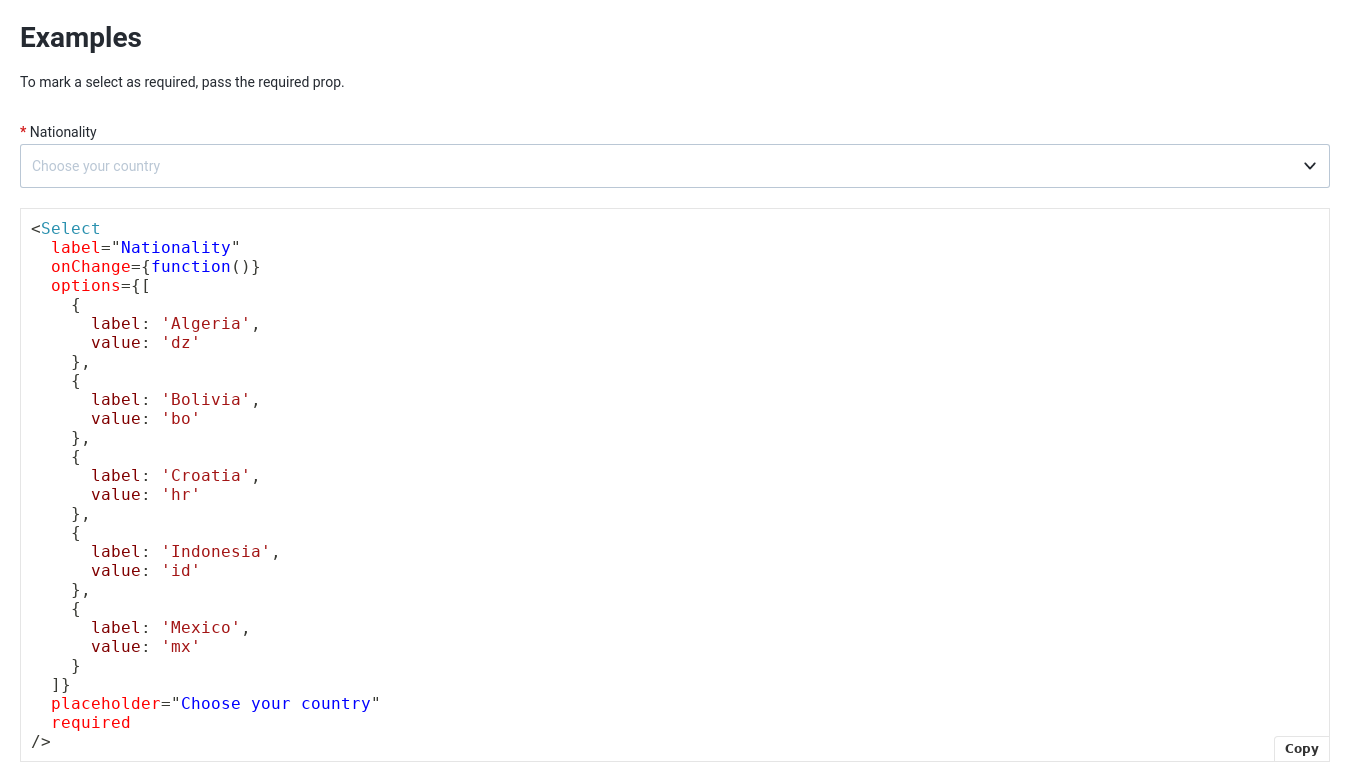 Examples
To mark a select as required, pass the required prop.
* Nationality
Choose your country
<Select
  label="Nationality"
  onChange={function()}
  options={[
    {
      label: 'Algeria',
      value: 'dz'
    },
    {
      label: 'Bolivia',
      value: 'bo'
    },
    {
      label: 'Croatia',
      value: 'hr'
    },
    {
      label: 'Indonesia',
      value: 'id'
    },
    {
      label: 'Mexico',
      value: 'mx'
    }
  ]}
  placeholder="Choose your country"
  required
/>
Copy